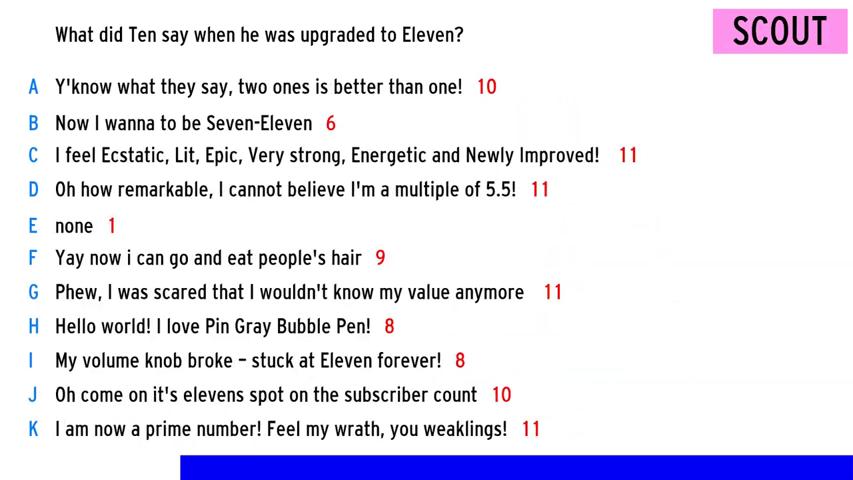 What did Ten say when he was upgraded to Eleven?
SCOUT
A Y'know what they say, two ones is better than one! 10
B Now I wanna to be Seven-Eleven 6
C I feel Ecstatic, Lit, Epic, Very strong, Energetic and Newly Improved! 11
D Oh how remarkable, I cannot believe I'm a multiple of 5.5! 11
E none 1
F Yay now i can go and eat people's hair 9
G Phew, I was scared that I wouldn't know my value anymore 11
H Hello world! I love Pin Gray Bubble Pen! 8
I My volume knob broke – stuck at Eleven forever! 8
J Oh come on it's elevens spot on the subscriber count 10
K I am now a prime number! Feel my wrath, you weaklings! 11